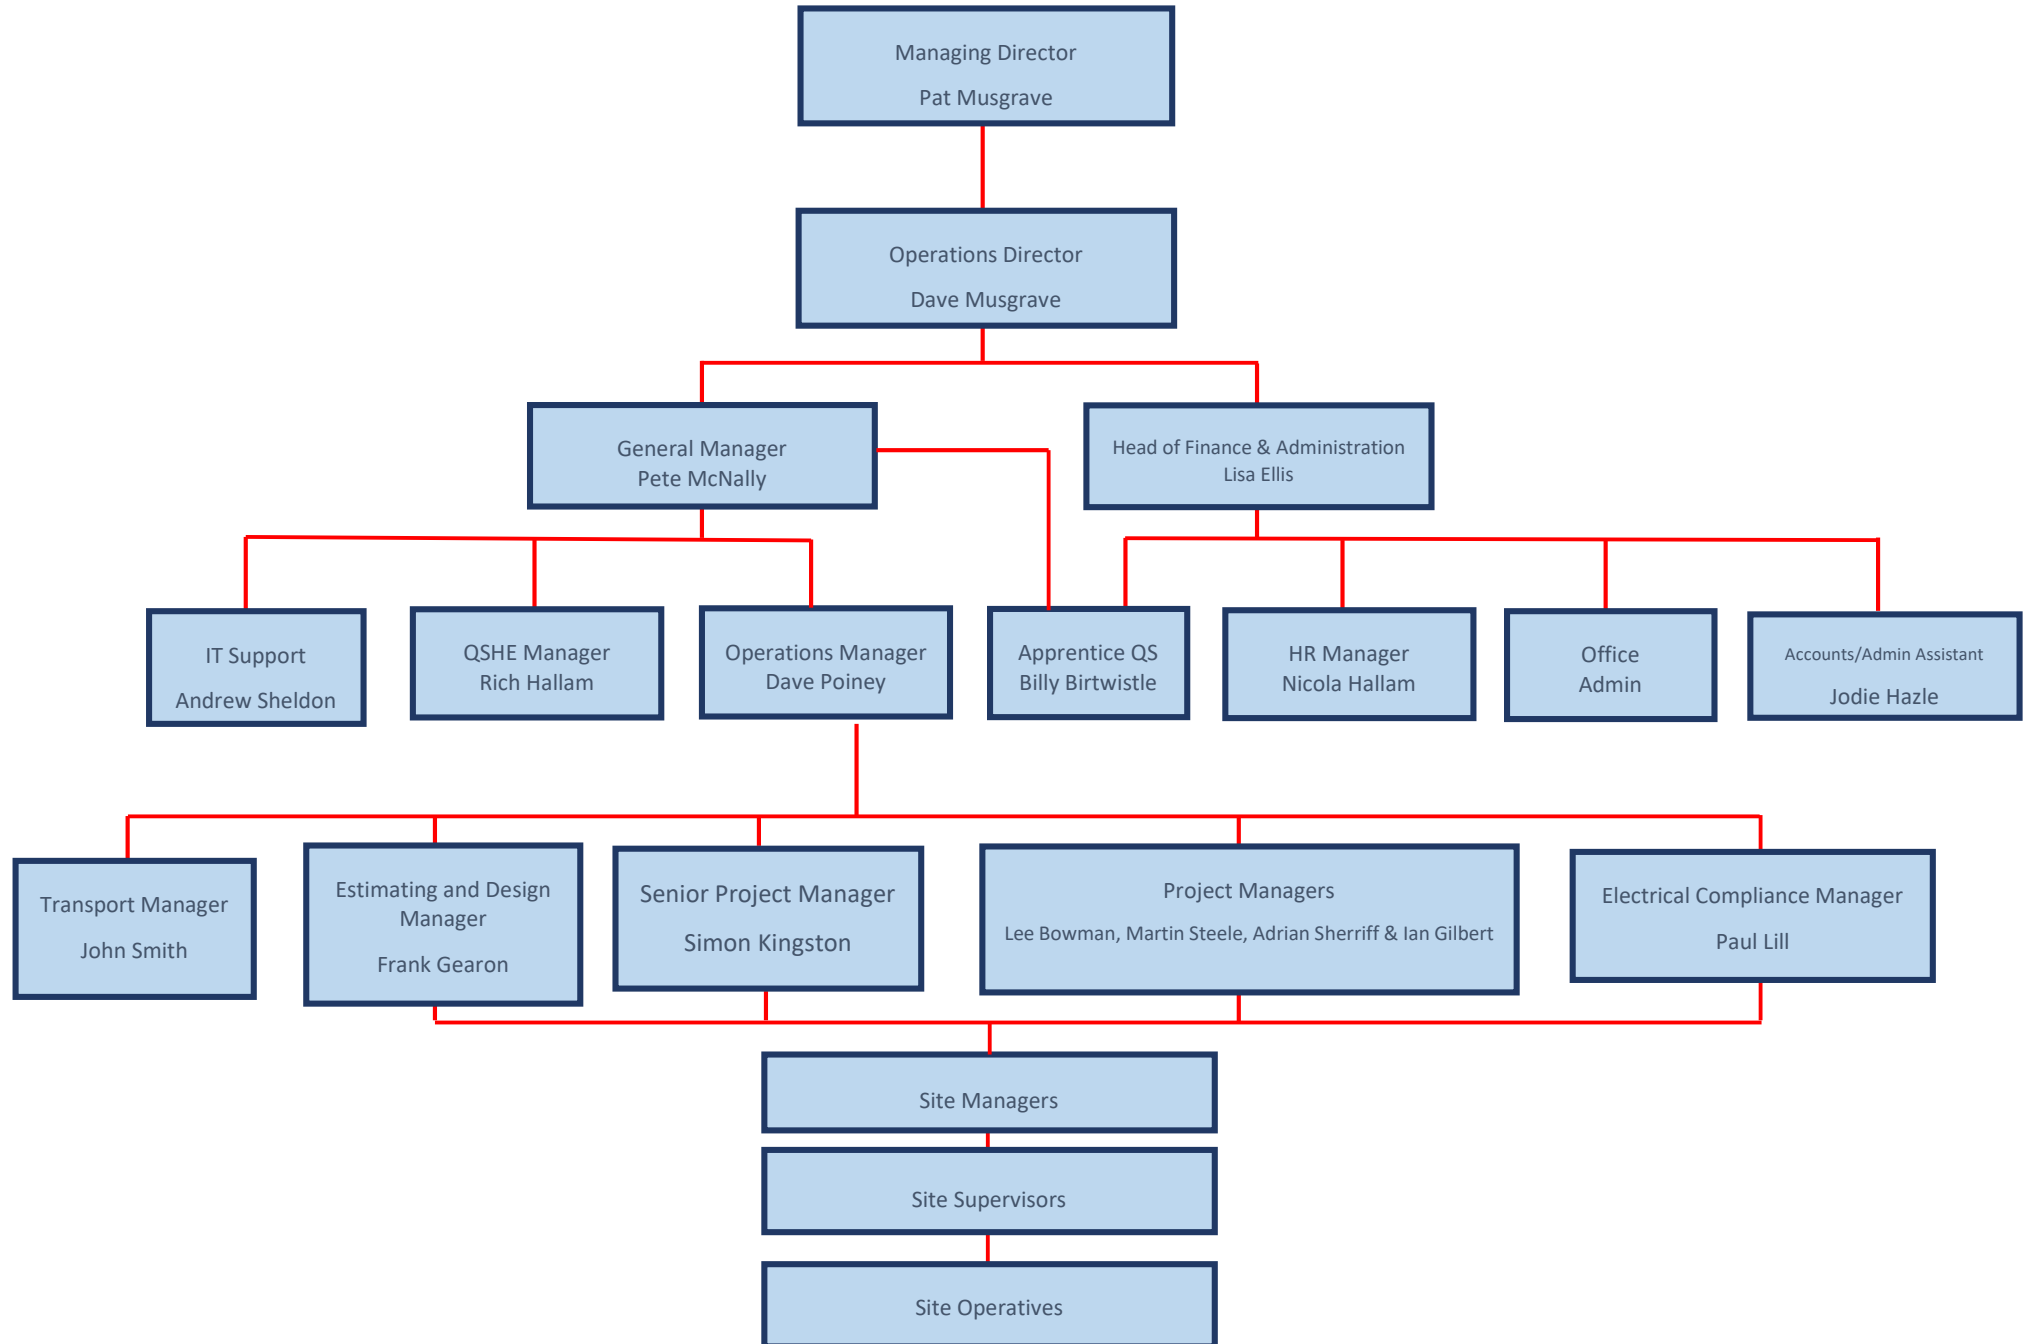 Managing Director
Pat Musgrave
Operations Director
Dave Musgrave
General Manager
Pete McNally
Head of Finance & Administration
Lisa Ellis
IT Support
Andrew Sheldon
QSHE Manager
Rich Hallam
Operations Manager
Dave Poiney
Apprentice QS
Billy Birtwistle
HR Manager
Nicola Hallam
Office
Admin
Accounts/Admin Assistant
Jodie Hazle
Transport Manager
John Smith
Estimating and Design
Manager
Frank Gearon
Senior Project Manager
Simon Kingston
Project Managers
Lee Bowman, Martin Steele, Adrian Sherriff & Ian Gilbert
Electrical Compliance Manager
Paul Lill
Site Managers
Site Supervisors
Site Operatives